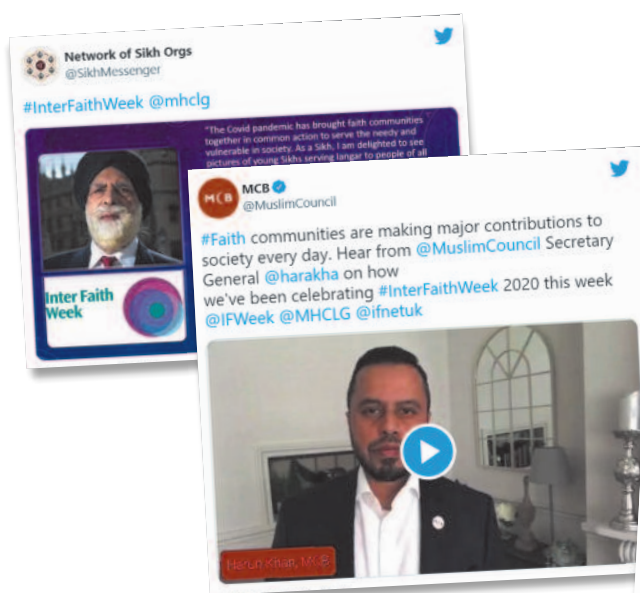 Network of Sikh Orgs
@SikhMessenger
#InterFaithWeek @mhclg
"The Covid pandemic has brought faith communities
together in common action to serve the needy and
vulnerable in society. As a Sikh, I am delighted to see
pictures of young Sikhs serving langar to people of all
Inter Faith
Week
MCB
MCB
@MuslimCouncil
#Faith communities are making major contributions to
society every day. Hear from @MuslimCouncil Secretary
General @harakha on how
we've been celebrating #InterFaithWeek 2020 this week
@IFWeek @MHCLG @ifnetuk
Harun Khan, MCB